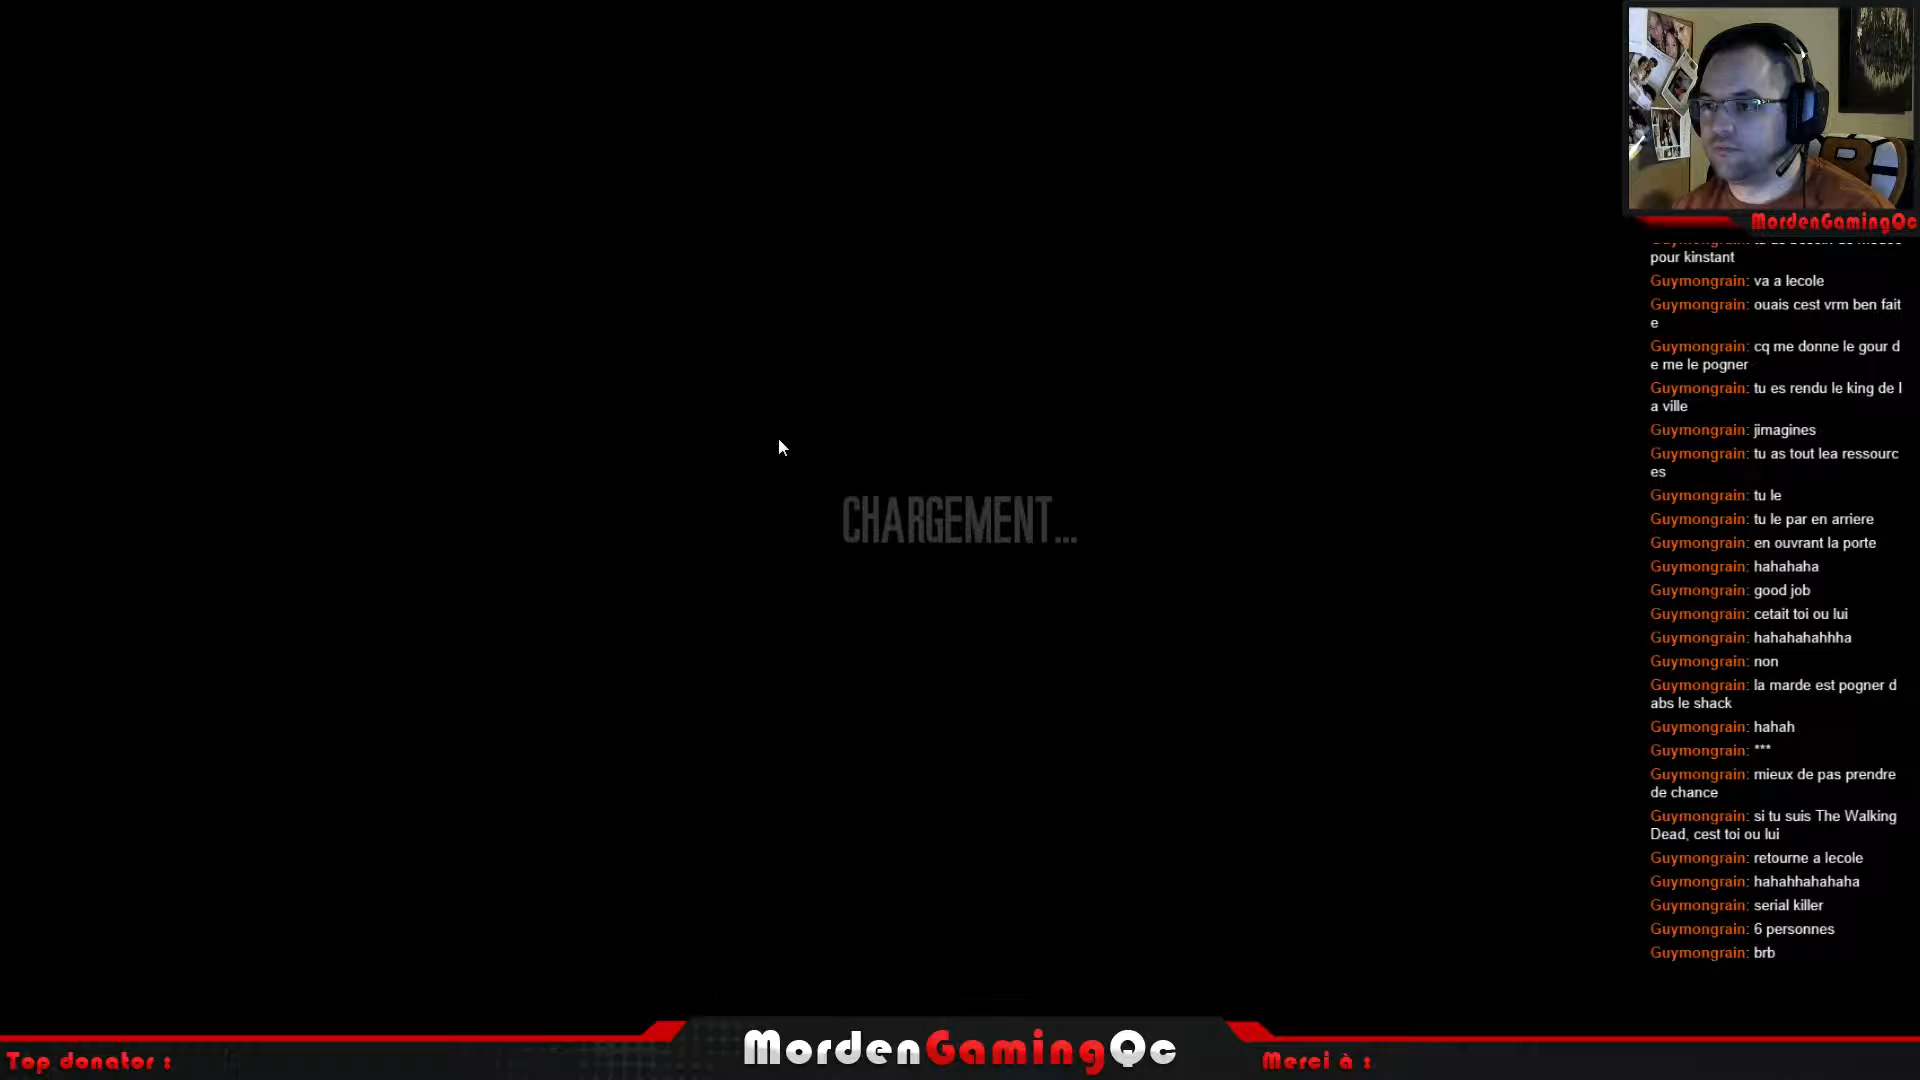 MordenGamingQc
pour kinstant
Guymongrain: va a lecole
Guymongrain: ouais cest vrm ben fait
e
Guymongrain: cq me donne le gour d
e me le pogner
Guymongrain: tu es rendu le king de l
a ville
Guymongrain: jimagines
Guymongrain: tu as tout lea ressourc
es
Guymongrain: tu le
Guymongrain: tu le par en arriere
Guymongrain: en ouvrant la porte
Guymongrain: hahahaha
Guymongrain: good job
Guymongrain: cetait toi ou lui
Guymongrain: hahahahahhha
Guymongrain: non
Guymongrain: la marde est pogner d
abs le shack
Guymongrain: hahah
Guymongrain: ***
Guymongrain: mieux de pas prendre
de chance
Guymongrain: si tu suis The Walking
Dead, cest toi ou lui
Guymongrain: retourne a lecole
Guymongrain: hahahhahahaha
Guymongrain: serial killer
Guymongrain: 6 personnes
Guymongrain: brb
CHARGEMENT...
Top donator :
MordenGamingQc
Merci à :